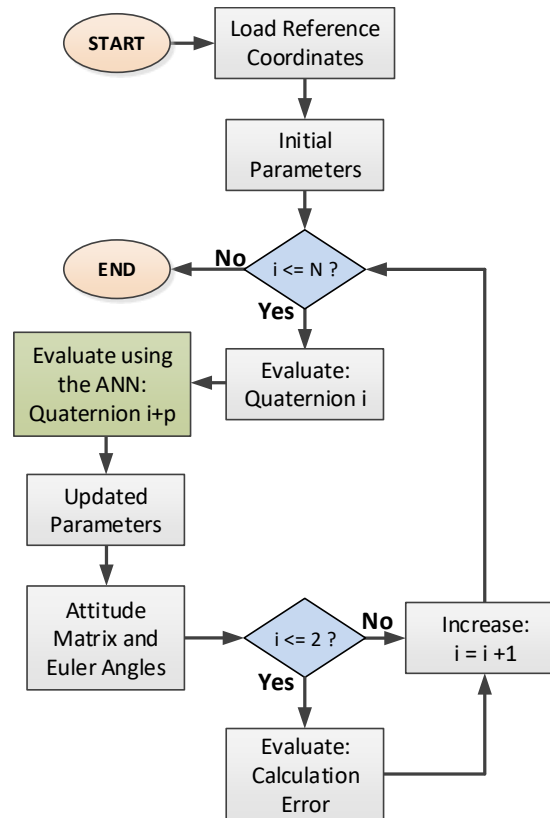 START
Load Reference
Coordinates
Initial
Parameters
i <= N ?
No
END
Yes
Evaluate:
Quaternion i
Evaluate using
the ANN:
Quaternion i+p
Updated
Parameters
Attitude
Matrix and
Euler Angles
i <= 2 ?
No
Increase:
i = i +1
Yes
Evaluate:
Calculation
Error